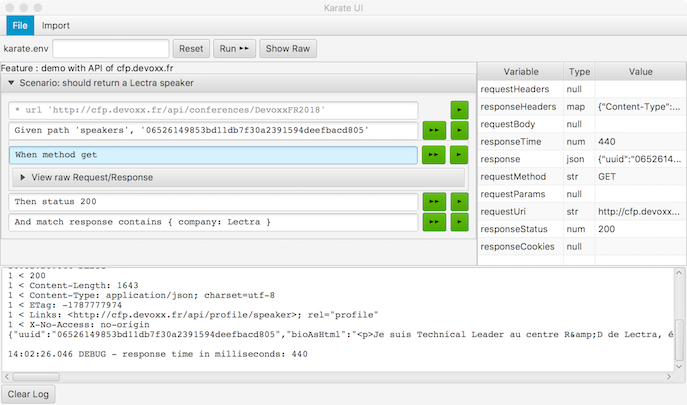 Karate UI
File Import
karate.env Reset Run ►► Show Raw
Feature : demo with API of cfp.devoxx.fr
Scenario: should return a Lectra speaker
* url 'http://cfp.devoxx.fr/api/conferences/DevoxxFR2018'
Given path 'speakers', '06526149853bd11db7f30a2391594deefbacd805'
When method get
View raw Request/Response
Then status 200
And match response contains { company: Lectra }
Variable Type Value
requestHeaders null
responseHeaders map {"Content-Type":...
requestBody null
responseTime num 440
response json {"uuid":"0652614...
requestMethod str GET
requestParams null
requestUri str http://cfp.devoxx...
responseStatus num 200
responseCookies null
1 < 200
1 < Content-Length: 1643
1 < Content-Type: application/json; charset=utf-8
1 < ETag: -1787777974
1 < Links: <http://cfp.devoxx.fr/api/profile/speaker>; rel="profile"
1 < X-No-Access: no-origin
{"uuid":"06526149853bd11db7f30a2391594deefbacd805","bioAsHtml":"<p>Je suis Technical Leader au centre R&amp;D de Lectra, é
14:02:26.046 DEBUG - response time in milliseconds: 440
Clear Log